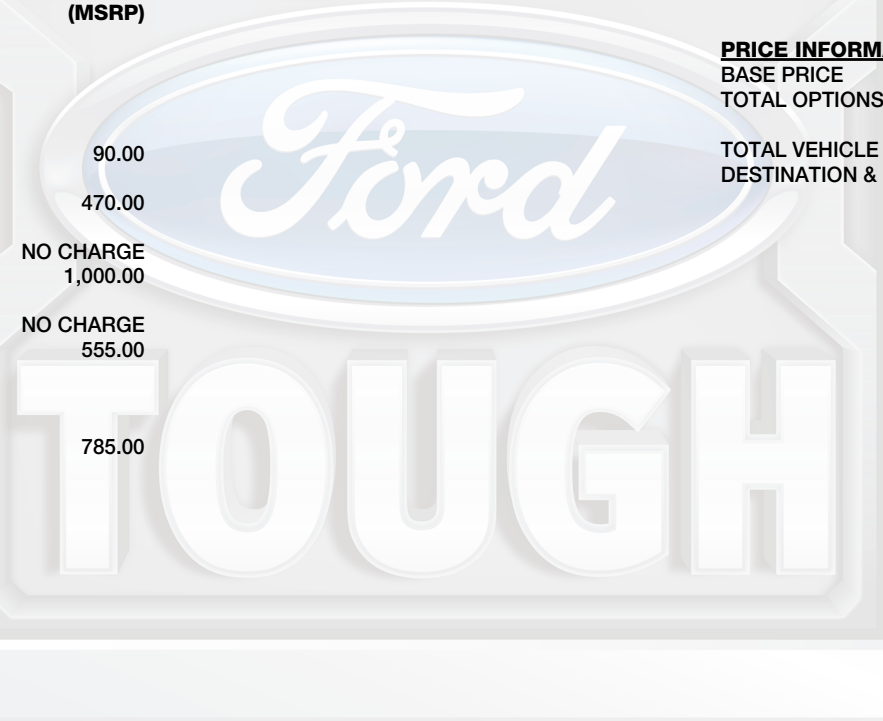 (MSRP)
90.00
470.00
NO CHARGE
1,000.00
NO CHARGE
555.00
785.00
PRICE INFORMA
BASE PRICE
TOTAL OPTIONS
TOTAL VEHICLE
DESTINATION &
Ford
TOUGH